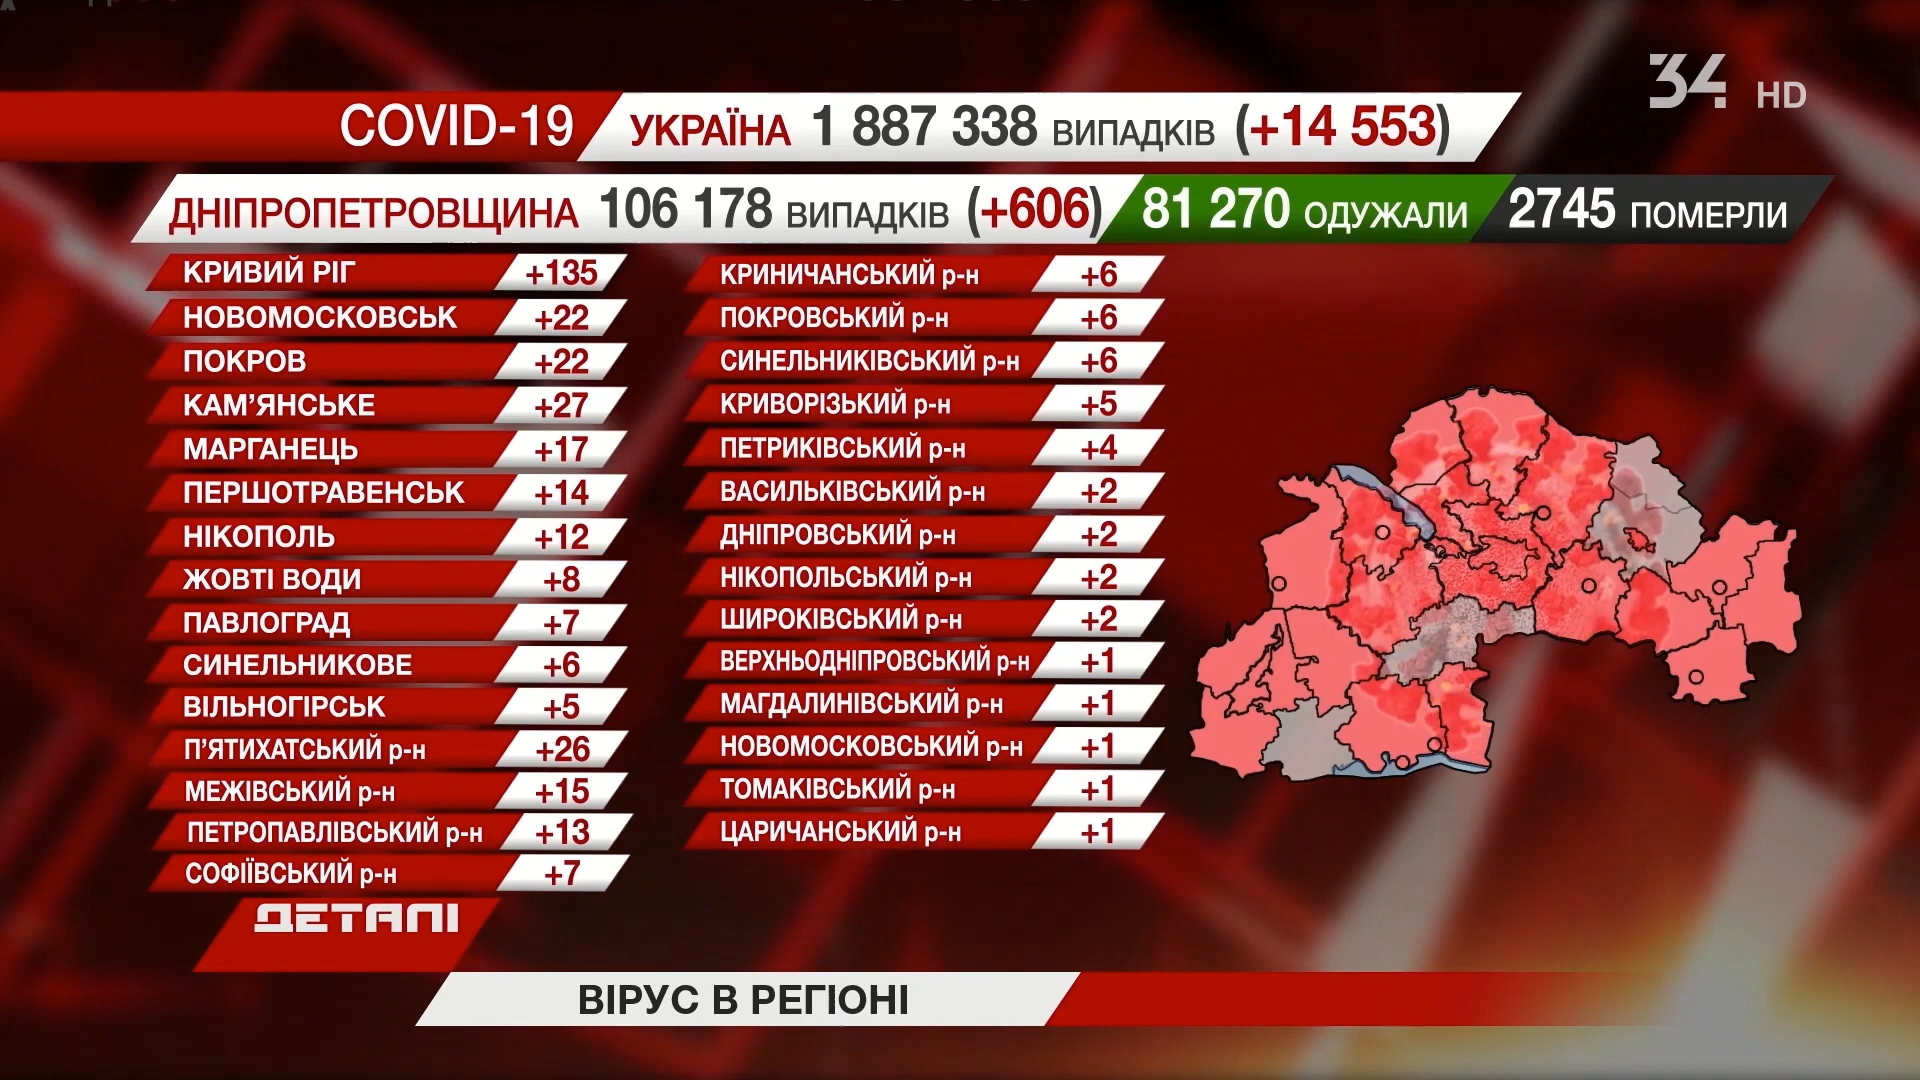 34 HD
COVID-19 УКРАЇНА 1 887 338 ВИПАДКІВ (+14 553)
ДНІПРОПЕТРОВЩИНА 106 178 ВИПАДКІВ (+606) 81 270 ОДУЖАЛИ 2745 ПОМЕРЛИ
КРИВИЙ РІГ +135
НОВОМОСКОВСЬК +22
ПОКРОВ +22
КАМ'ЯНСЬКЕ +27
МАРГАНЕЦЬ +17
ПЕРШОТРАВЕНСЬК +14
НІКОПОЛЬ +12
ЖОВТІ ВОДИ +8
ПАВЛОГРАД +7
СИНЕЛЬНИКОВЕ +6
ВІЛЬНОГІРСЬК +5
П'ЯТИХАТСЬКИЙ р-н +26
МЕЖІВСЬКИЙ р-н +15
ПЕТРОПАВЛІВСЬКИЙ р-н +13
СОФІЇВСЬКИЙ р-н +7
КРИНИЧАНСЬКИЙ р-н +6
ПОКРОВСЬКИЙ р-н +6
СИНЕЛЬНИКІВСЬКИЙ р-н +6
КРИВОРІЗЬКИЙ р-н +5
ПЕТРИКІВСЬКИЙ р-н +4
ВАСИЛЬКІВСЬКИЙ р-н +2
ДНІПРОВСЬКИЙ р-н +2
НІКОПОЛЬСЬКИЙ р-н +2
ШИРОКІВСЬКИЙ р-н +2
ВЕРХНЬОДНІПРОВСЬКИЙ р-н +1
МАГДАЛИНІВСЬКИЙ р-н +1
НОВОМОСКОВСЬКИЙ р-н +1
ТОМАКІВСЬКИЙ р-н +1
ЦАРИЧАНСЬКИЙ р-н +1
ДЕТАЛІ
ВІРУС В РЕГІОНІ